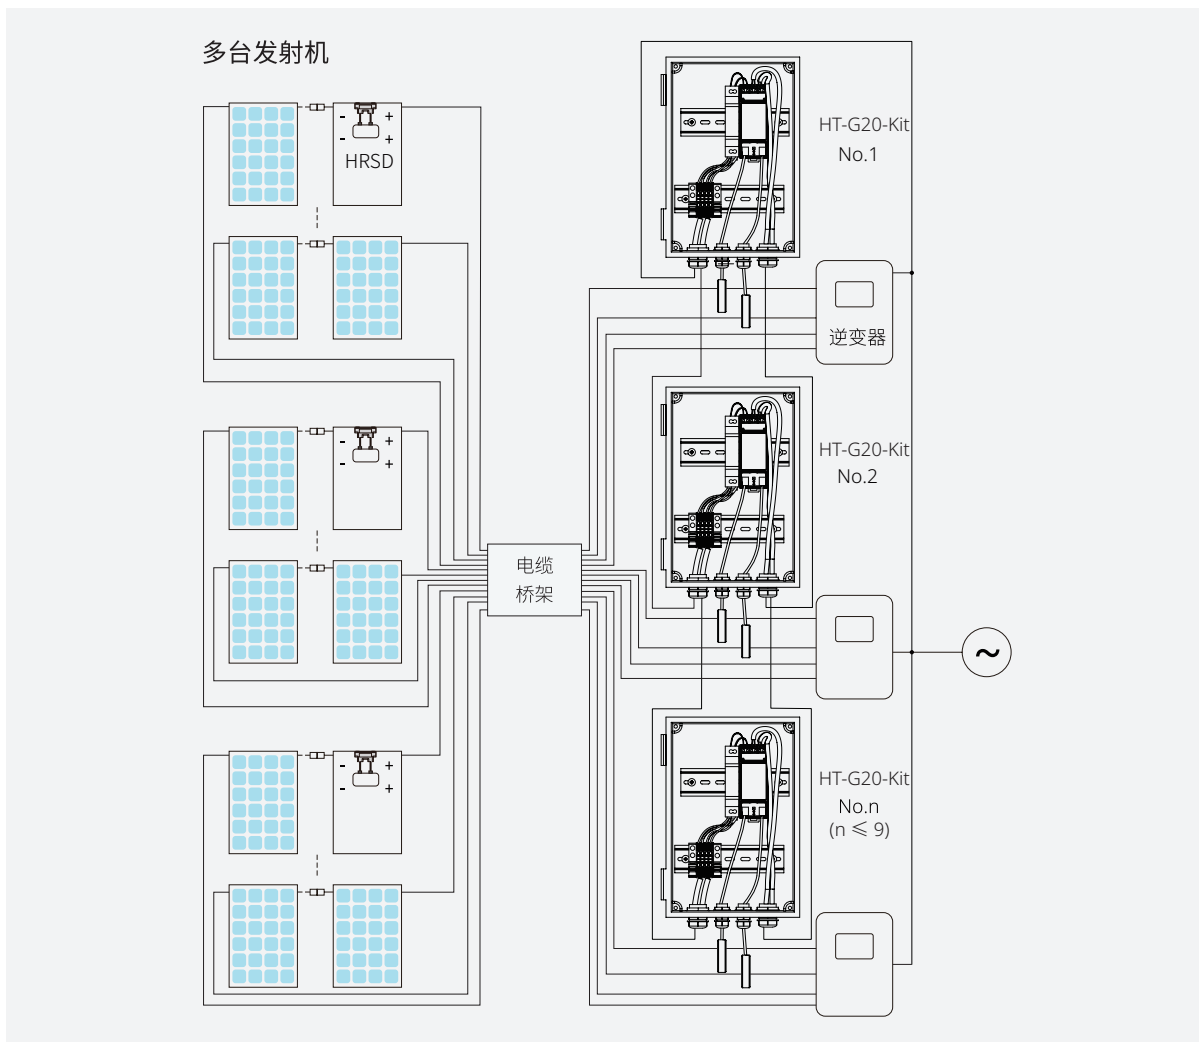 多台发射机
- +
- +
HRSD
HT-G20-Kit
No.1
逆变器
- +
- +
HT-G20-Kit
No.2
电缆
桥架
~
- +
- +
HT-G20-Kit
No.n
(n ≤ 9)